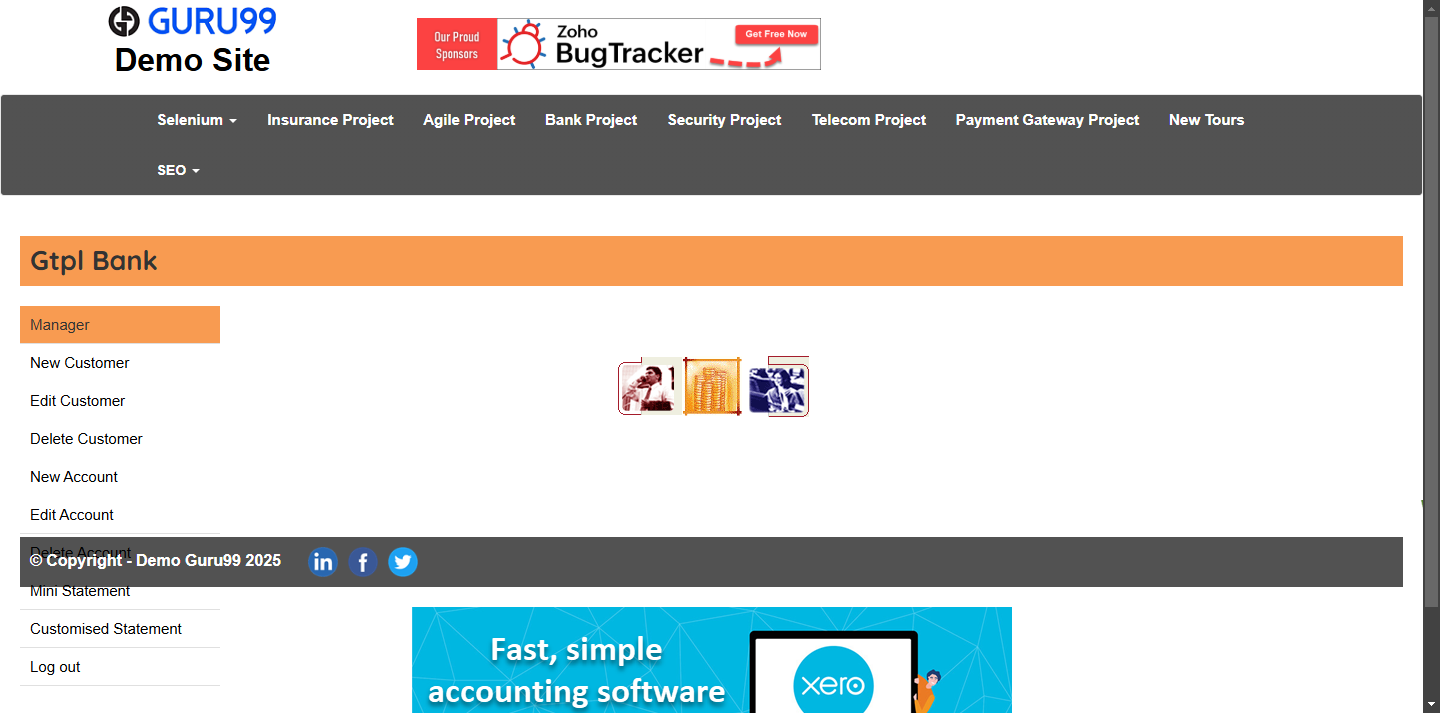 GURU99
Demo Site
Our Proud
Sponsors
Zoho
BugTracker
Get Free Now
Selenium
Insurance Project
Agile Project
Bank Project
Security Project
Telecom Project
Payment Gateway Project
New Tours
SEO
Gtpl Bank
Manager
New Customer
Edit Customer
Delete Customer
New Account
Edit Account
Delete Account
© Copyright - Demo Guru99 2025
in
f
Mini Statement
Customised Statement
Log out
Fast, simple
accounting software
xero